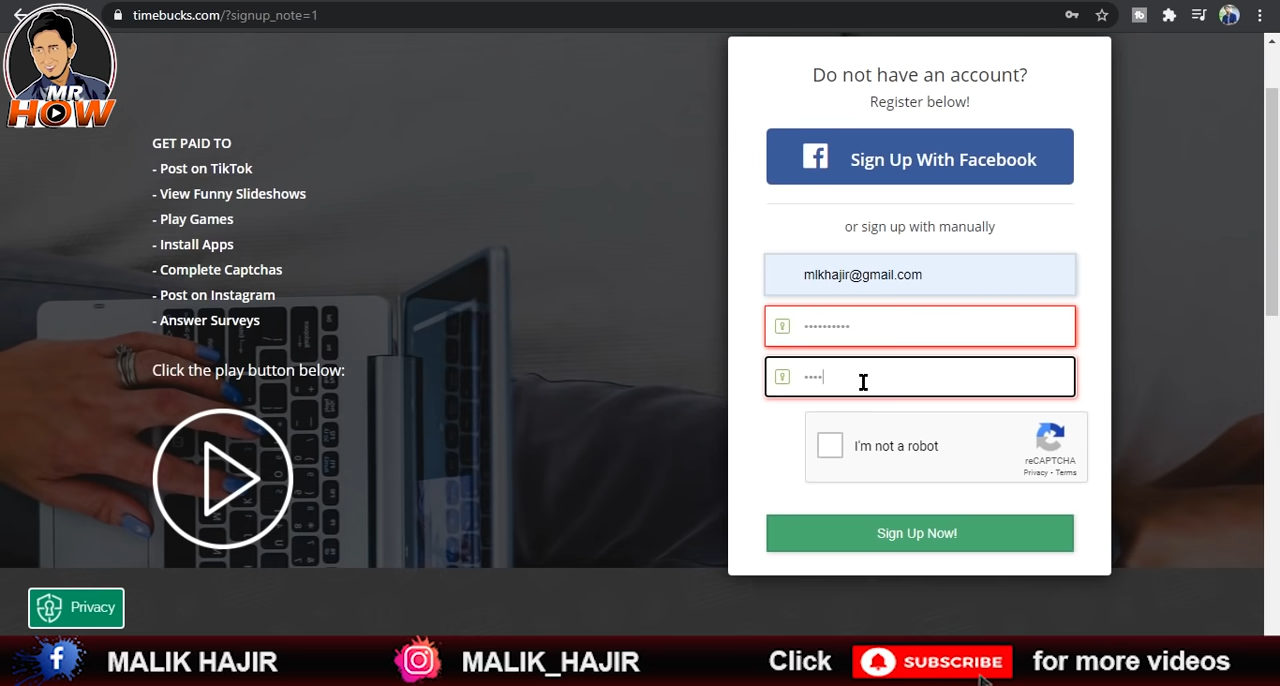 timebucks.com/?signup_note=1
MR
HOW
GET PAID TO
- Post on TikTok
- View Funny Slideshows
- Play Games
- Install Apps
- Complete Captchas
- Post on Instagram
- Answer Surveys
Click the play button below:
Do not have an account?
Register below!
Sign Up With Facebook
or sign up with manually
mlkhajir@gmail.com
I'm not a robot
reCAPTCHA
Privacy - Terms
Sign Up Now!
Privacy
MALIK HAJIR
MALIK_HAJIR
Click
SUBSCRIBE
for more videos